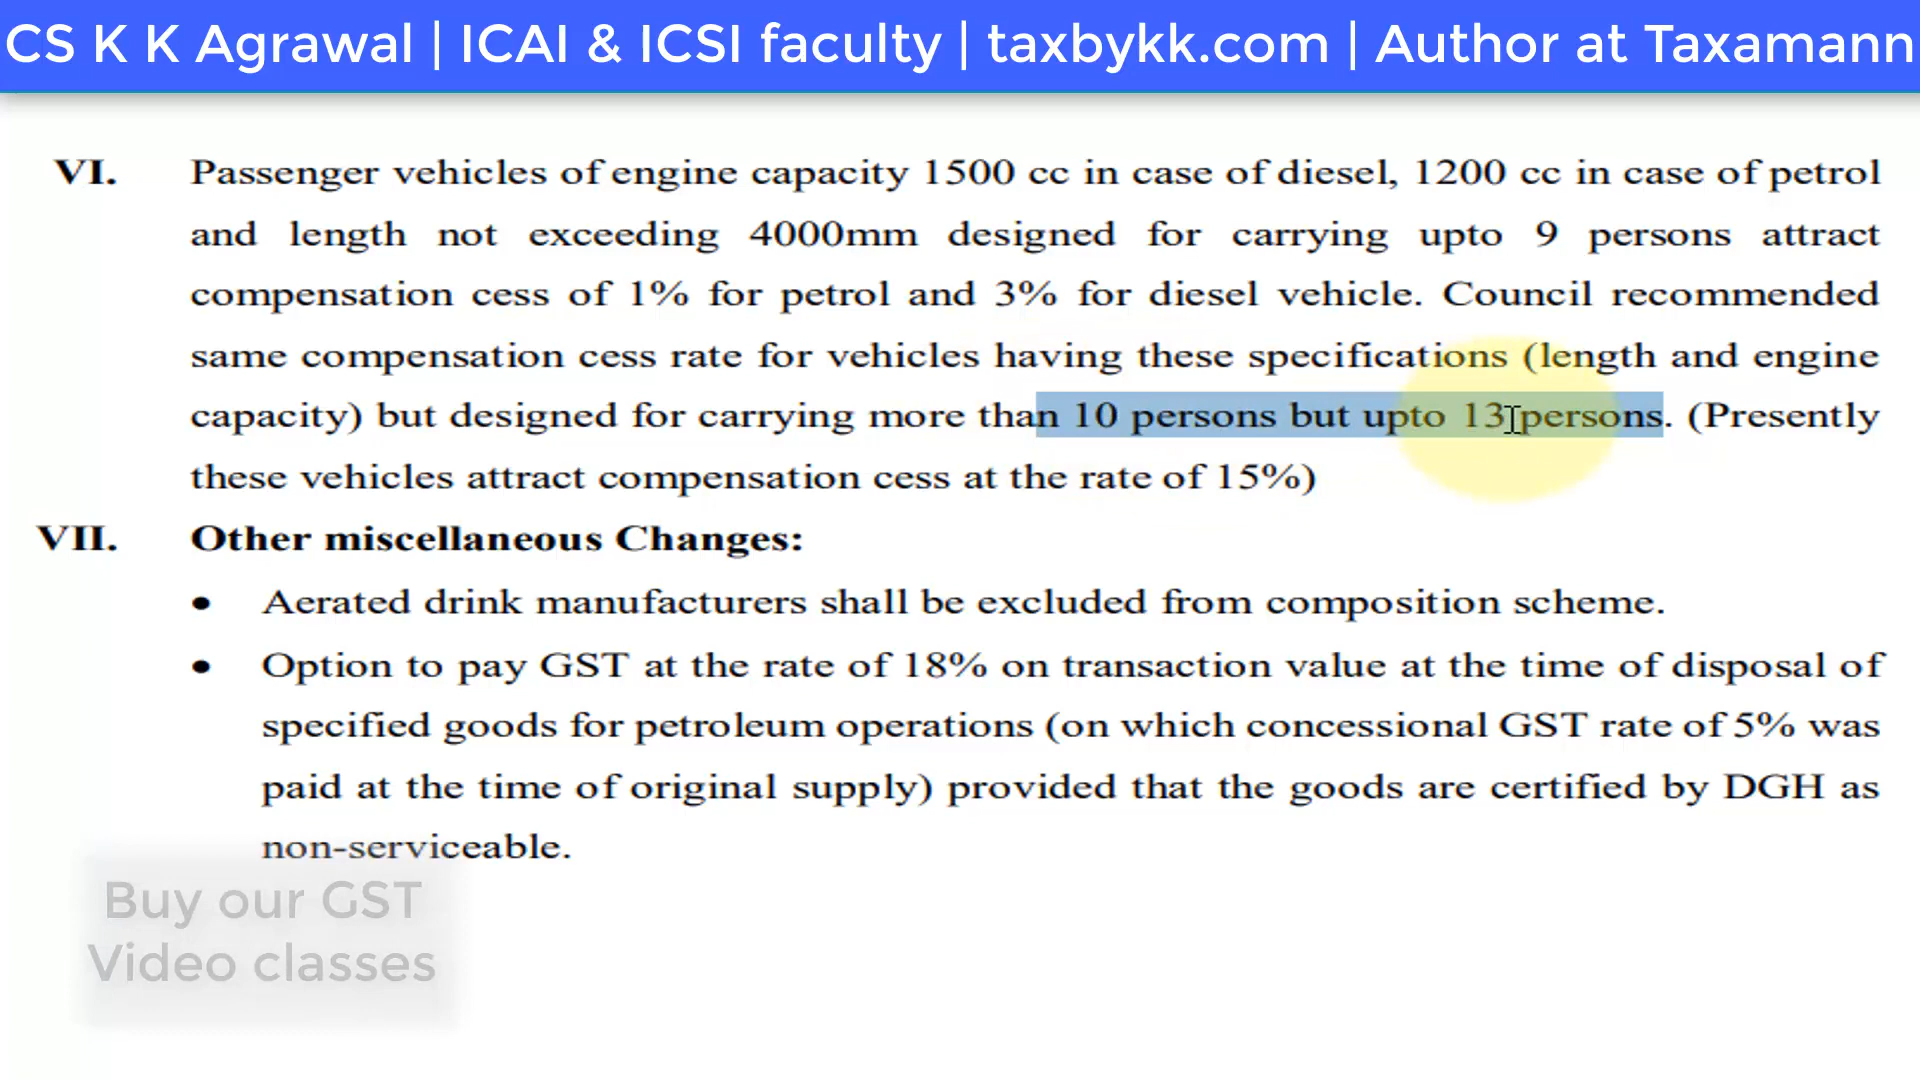 CS K K Agrawal | ICAI & ICSI faculty | taxbykk.com | Author at Taxamann
VI. Passenger vehicles of engine capacity 1500 cc in case of diesel, 1200 cc in case of petrol
and length not exceeding 4000mm designed for carrying upto 9 persons attract
compensation cess of 1% for petrol and 3% for diesel vehicle. Council recommended
same compensation cess rate for vehicles having these specifications (length and engine
capacity) but designed for carrying more than 10 persons but upto 13 persons. (Presently
these vehicles attract compensation cess at the rate of 15%)
VII. Other miscellaneous Changes:
• Aerated drink manufacturers shall be excluded from composition scheme.
• Option to pay GST at the rate of 18% on transaction value at the time of disposal of
specified goods for petroleum operations (on which concessional GST rate of 5% was
paid at the time of original supply) provided that the goods are certified by DGH as
non-serviceable.
Buy our GST
Video classes